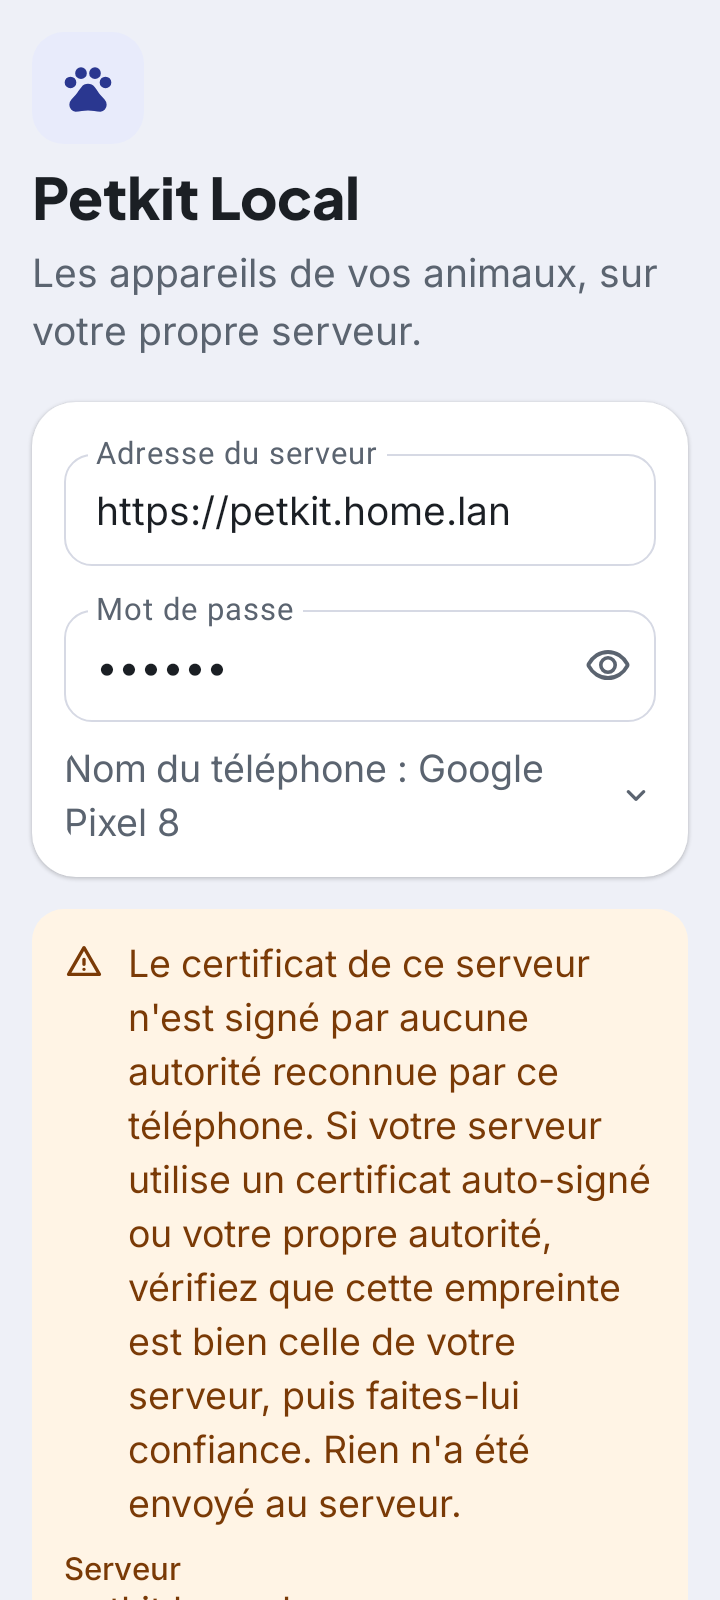 Petkit Local
Les appareils de vos animaux, sur
votre propre serveur.
Adresse du serveur
https://petkit.home.lan
Mot de passe
••••••
Nom du téléphone : Google
Pixel 8
Le certificat de ce serveur
n'est signé par aucune
autorité reconnue par ce
téléphone. Si votre serveur
utilise un certificat auto-signé
ou votre propre autorité,
vérifiez que cette empreinte
est bien celle de votre
serveur, puis faites-lui
confiance. Rien n'a été
envoyé au serveur.
Serveur